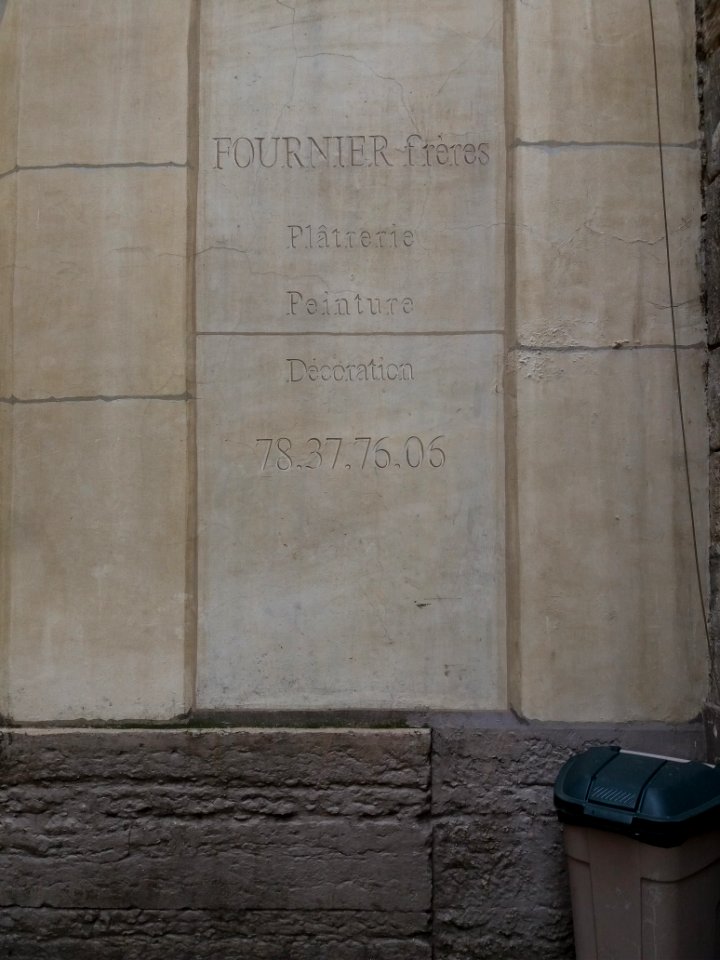 FOURNIER frères
Plâtrerie
Peinture
Décoration
78.37.76.06